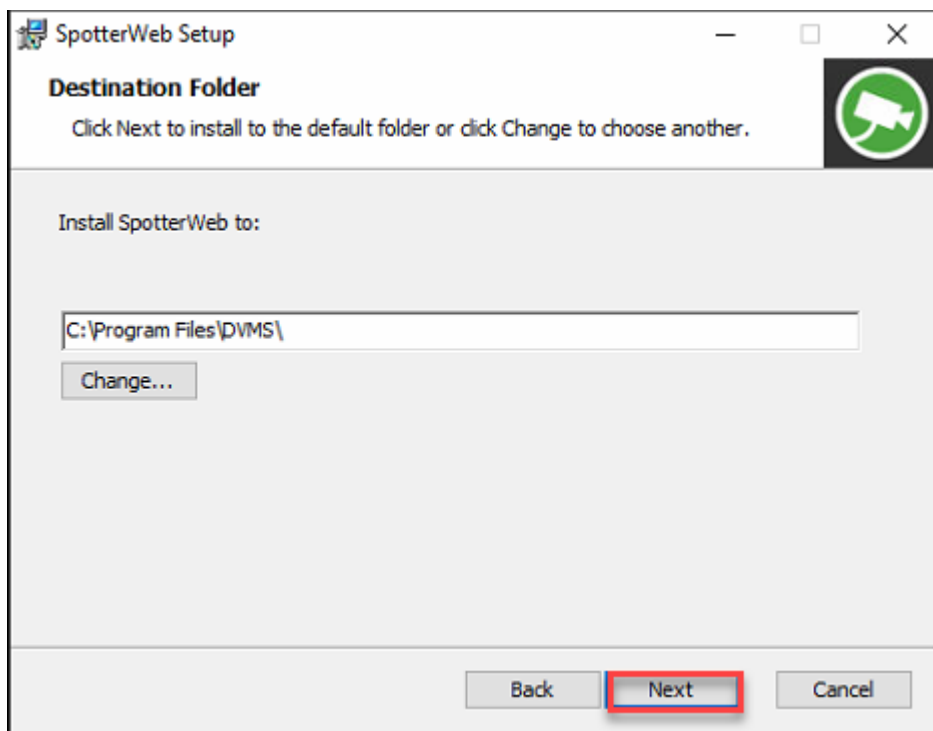 SpotterWeb Setup
Destination Folder
Click Next to install to the default folder or click Change to choose another.
Install SpotterWeb to:
C:\Program Files\DVMS\
Change...
Back Next Cancel